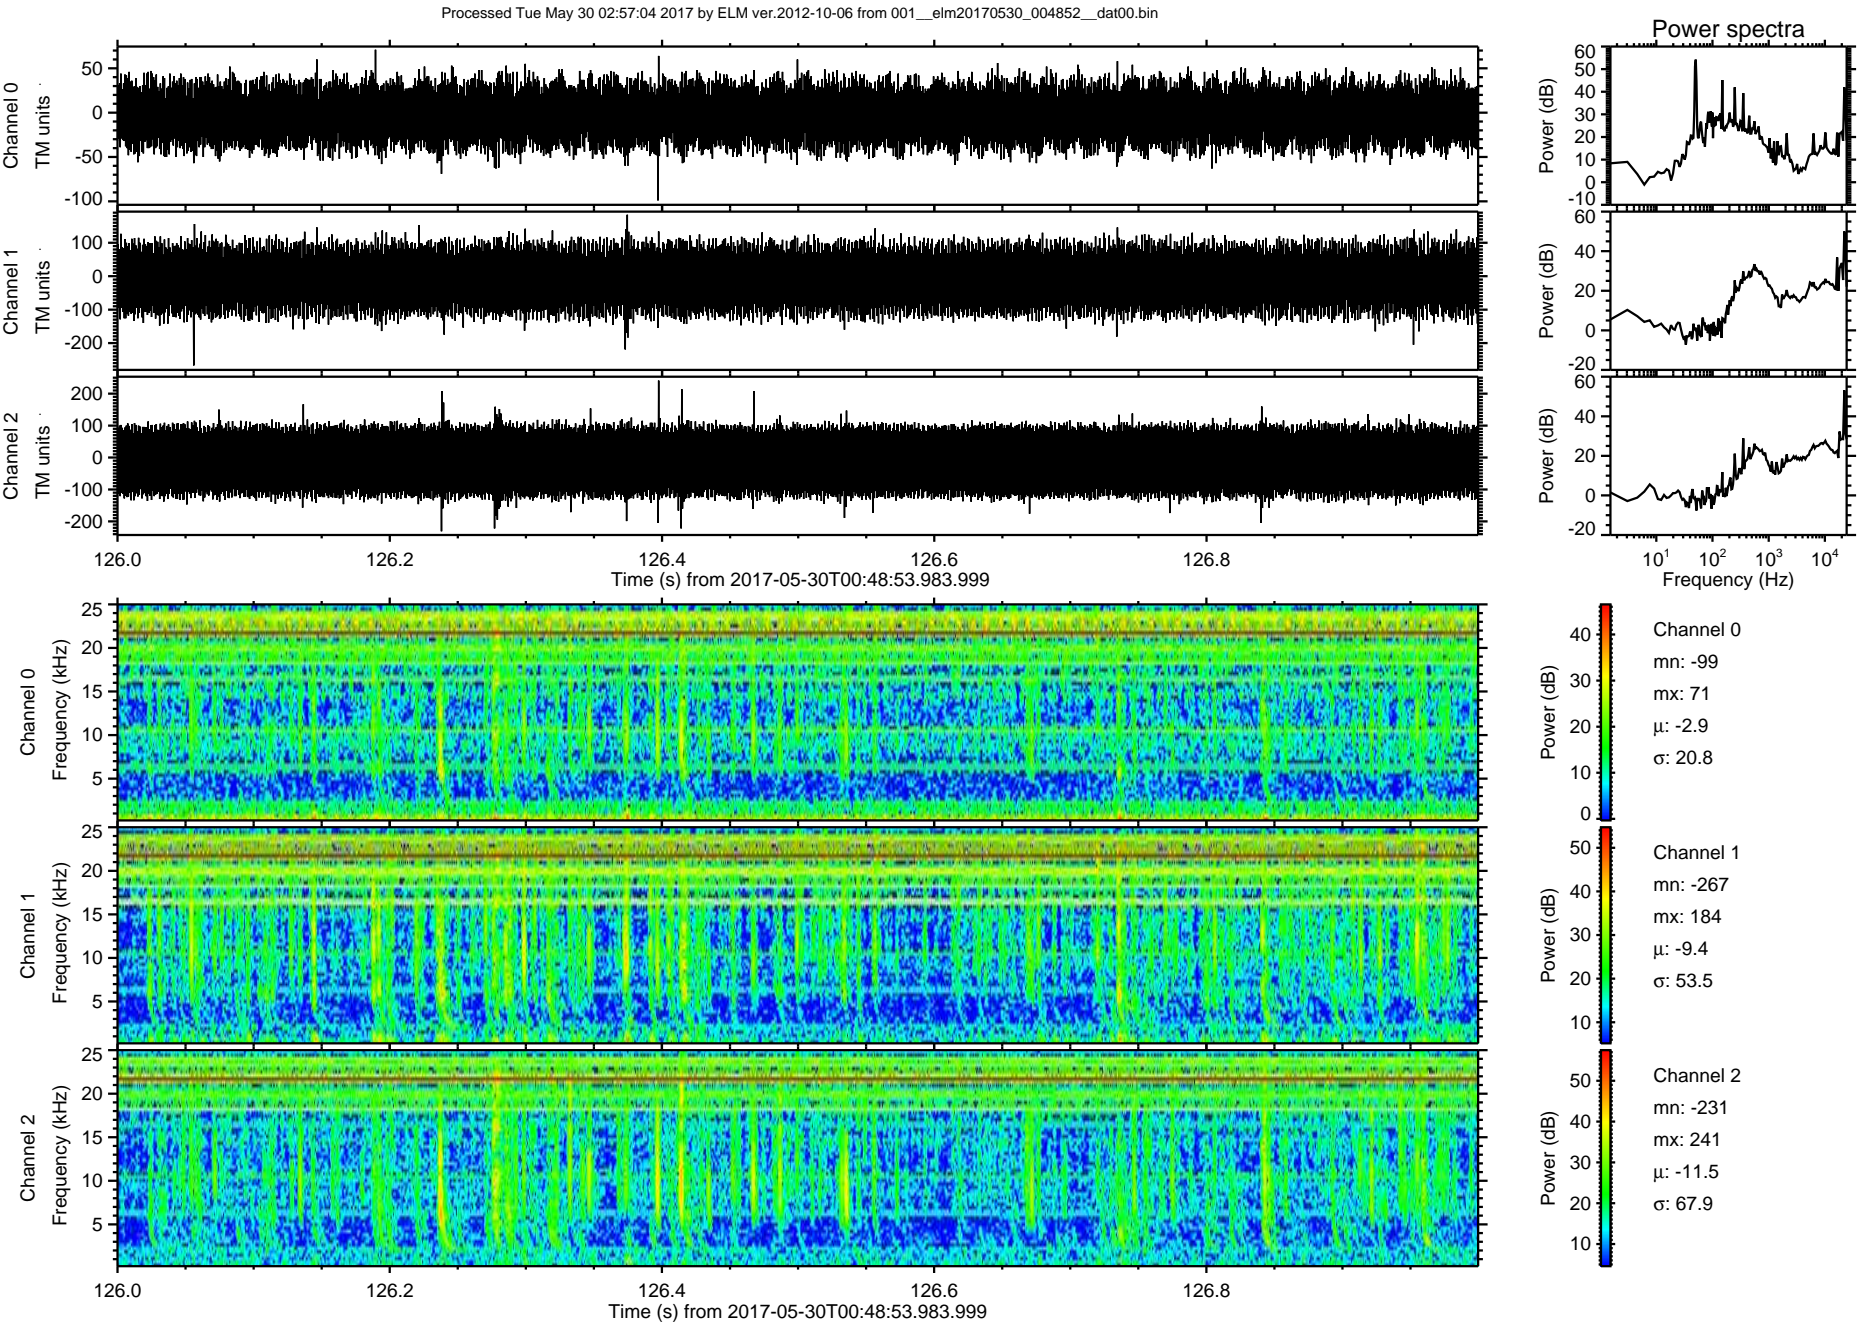 Processed Tue May 30 02:57:04 2017 by ELM ver.2012-10-06 from 001__elm20170530_004852__dat00.bin
Power spectra
Channel 0
TM units
50
0
-50
-100
Power (dB)
60
50
40
30
20
10
0
-10
Channel 1
TM units
100
0
-100
-200
Power (dB)
60
40
20
0
-20
Channel 2
TM units
200
100
0
-100
-200
Power (dB)
60
40
20
0
-20
126.0 126.2 126.4 126.6 126.8
Time (s) from 2017-05-30T00:48:53.983.999
10^1 10^2 10^3 10^4
Frequency (Hz)
Channel 0
Frequency (kHz)
25
20
15
10
5
Power (dB)
40
30
20
10
0
Channel 0
mn: -99
mx: 71
μ: -2.9
σ: 20.8
Channel 1
Frequency (kHz)
25
20
15
10
5
Power (dB)
50
40
30
20
10
Channel 1
mn: -267
mx: 184
μ: -9.4
σ: 53.5
Channel 2
Frequency (kHz)
25
20
15
10
5
Power (dB)
50
40
30
20
10
Channel 2
mn: -231
mx: 241
μ: -11.5
σ: 67.9
126.0 126.2 126.4 126.6 126.8
Time (s) from 2017-05-30T00:48:53.983.999